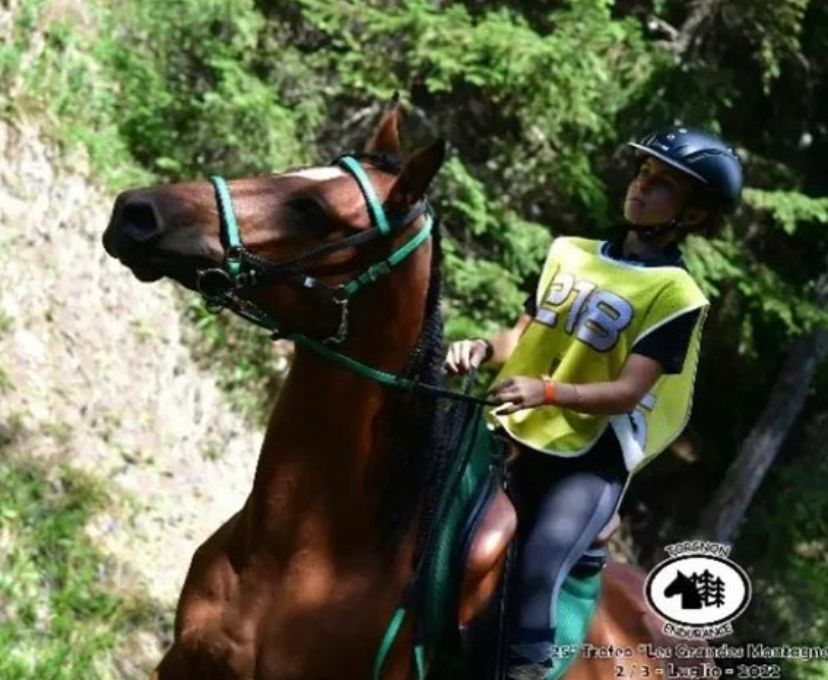 218
TORGNON
ENDURANCE
25° Trofeo "Les Grandes Montagne
2 / 3 - Luglio - 2022